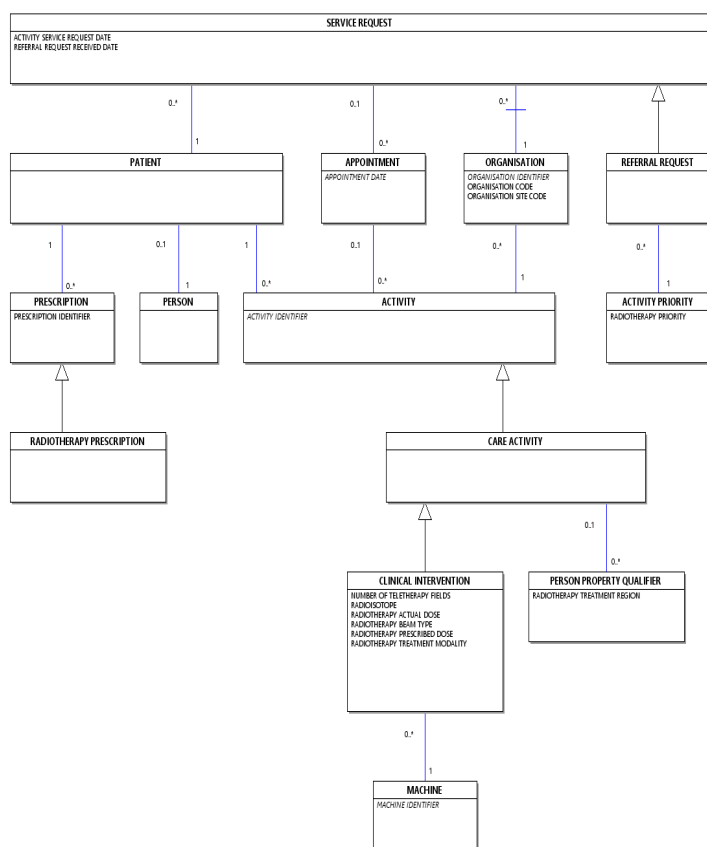 SERVICE REQUEST
ACTIVITY SERVICE REQUEST DATE
REFERRAL REQUEST RECEIVED DATE
0..*
0..1
0..*
1
0..*
1
PATIENT
APPOINTMENT
APPOINTMENT DATE
ORGANISATION
ORGANISATION IDENTIFIER
ORGANISATION CODE
ORGANISATION SITE CODE
REFERRAL REQUEST
1
0..1
1
0..1
0..*
0..*
0..*
1
0..*
0..*
1
1
PRESCRIPTION
PRESCRIPTION IDENTIFIER
PERSON
ACTIVITY
ACTIVITY IDENTIFIER
ACTIVITY PRIORITY
RADIOTHERAPY PRIORITY
RADIOTHERAPY PRESCRIPTION
CARE ACTIVITY
0..1
0..*
CLINICAL INTERVENTION
NUMBER OF TELETHERAPY FIELDS
RADIOISOTOPE
RADIOTHERAPY ACTUAL DOSE
RADIOTHERAPY BEAM TYPE
RADIOTHERAPY PRESCRIBED DOSE
RADIOTHERAPY TREATMENT MODALITY
PERSON PROPERTY QUALIFIER
RADIOTHERAPY TREATMENT REGION
0..*
1
MACHINE
MACHINE IDENTIFIER